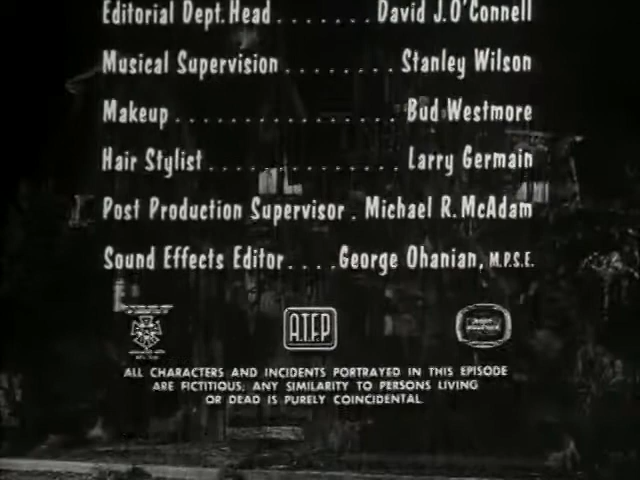 Editorial Dept. Head . . . . . . . David J. O'Connell
Musical Supervision . . . . . . . . Stanley Wilson
Makeup . . . . . . . . . . . . . . . . Bud Westmore
Hair Stylist . . . . . . . . . . . . . Larry Germain
Post Production Supervisor . Michael R. McAdam
Sound Effects Editor . . . . George Ohanian, M.P.S.E.
A.T.F.P
ALL CHARACTERS AND INCIDENTS PORTRAYED IN THIS EPISODE
ARE FICTITIOUS; ANY SIMILARITY TO PERSONS LIVING
OR DEAD IS PURELY COINCIDENTAL.